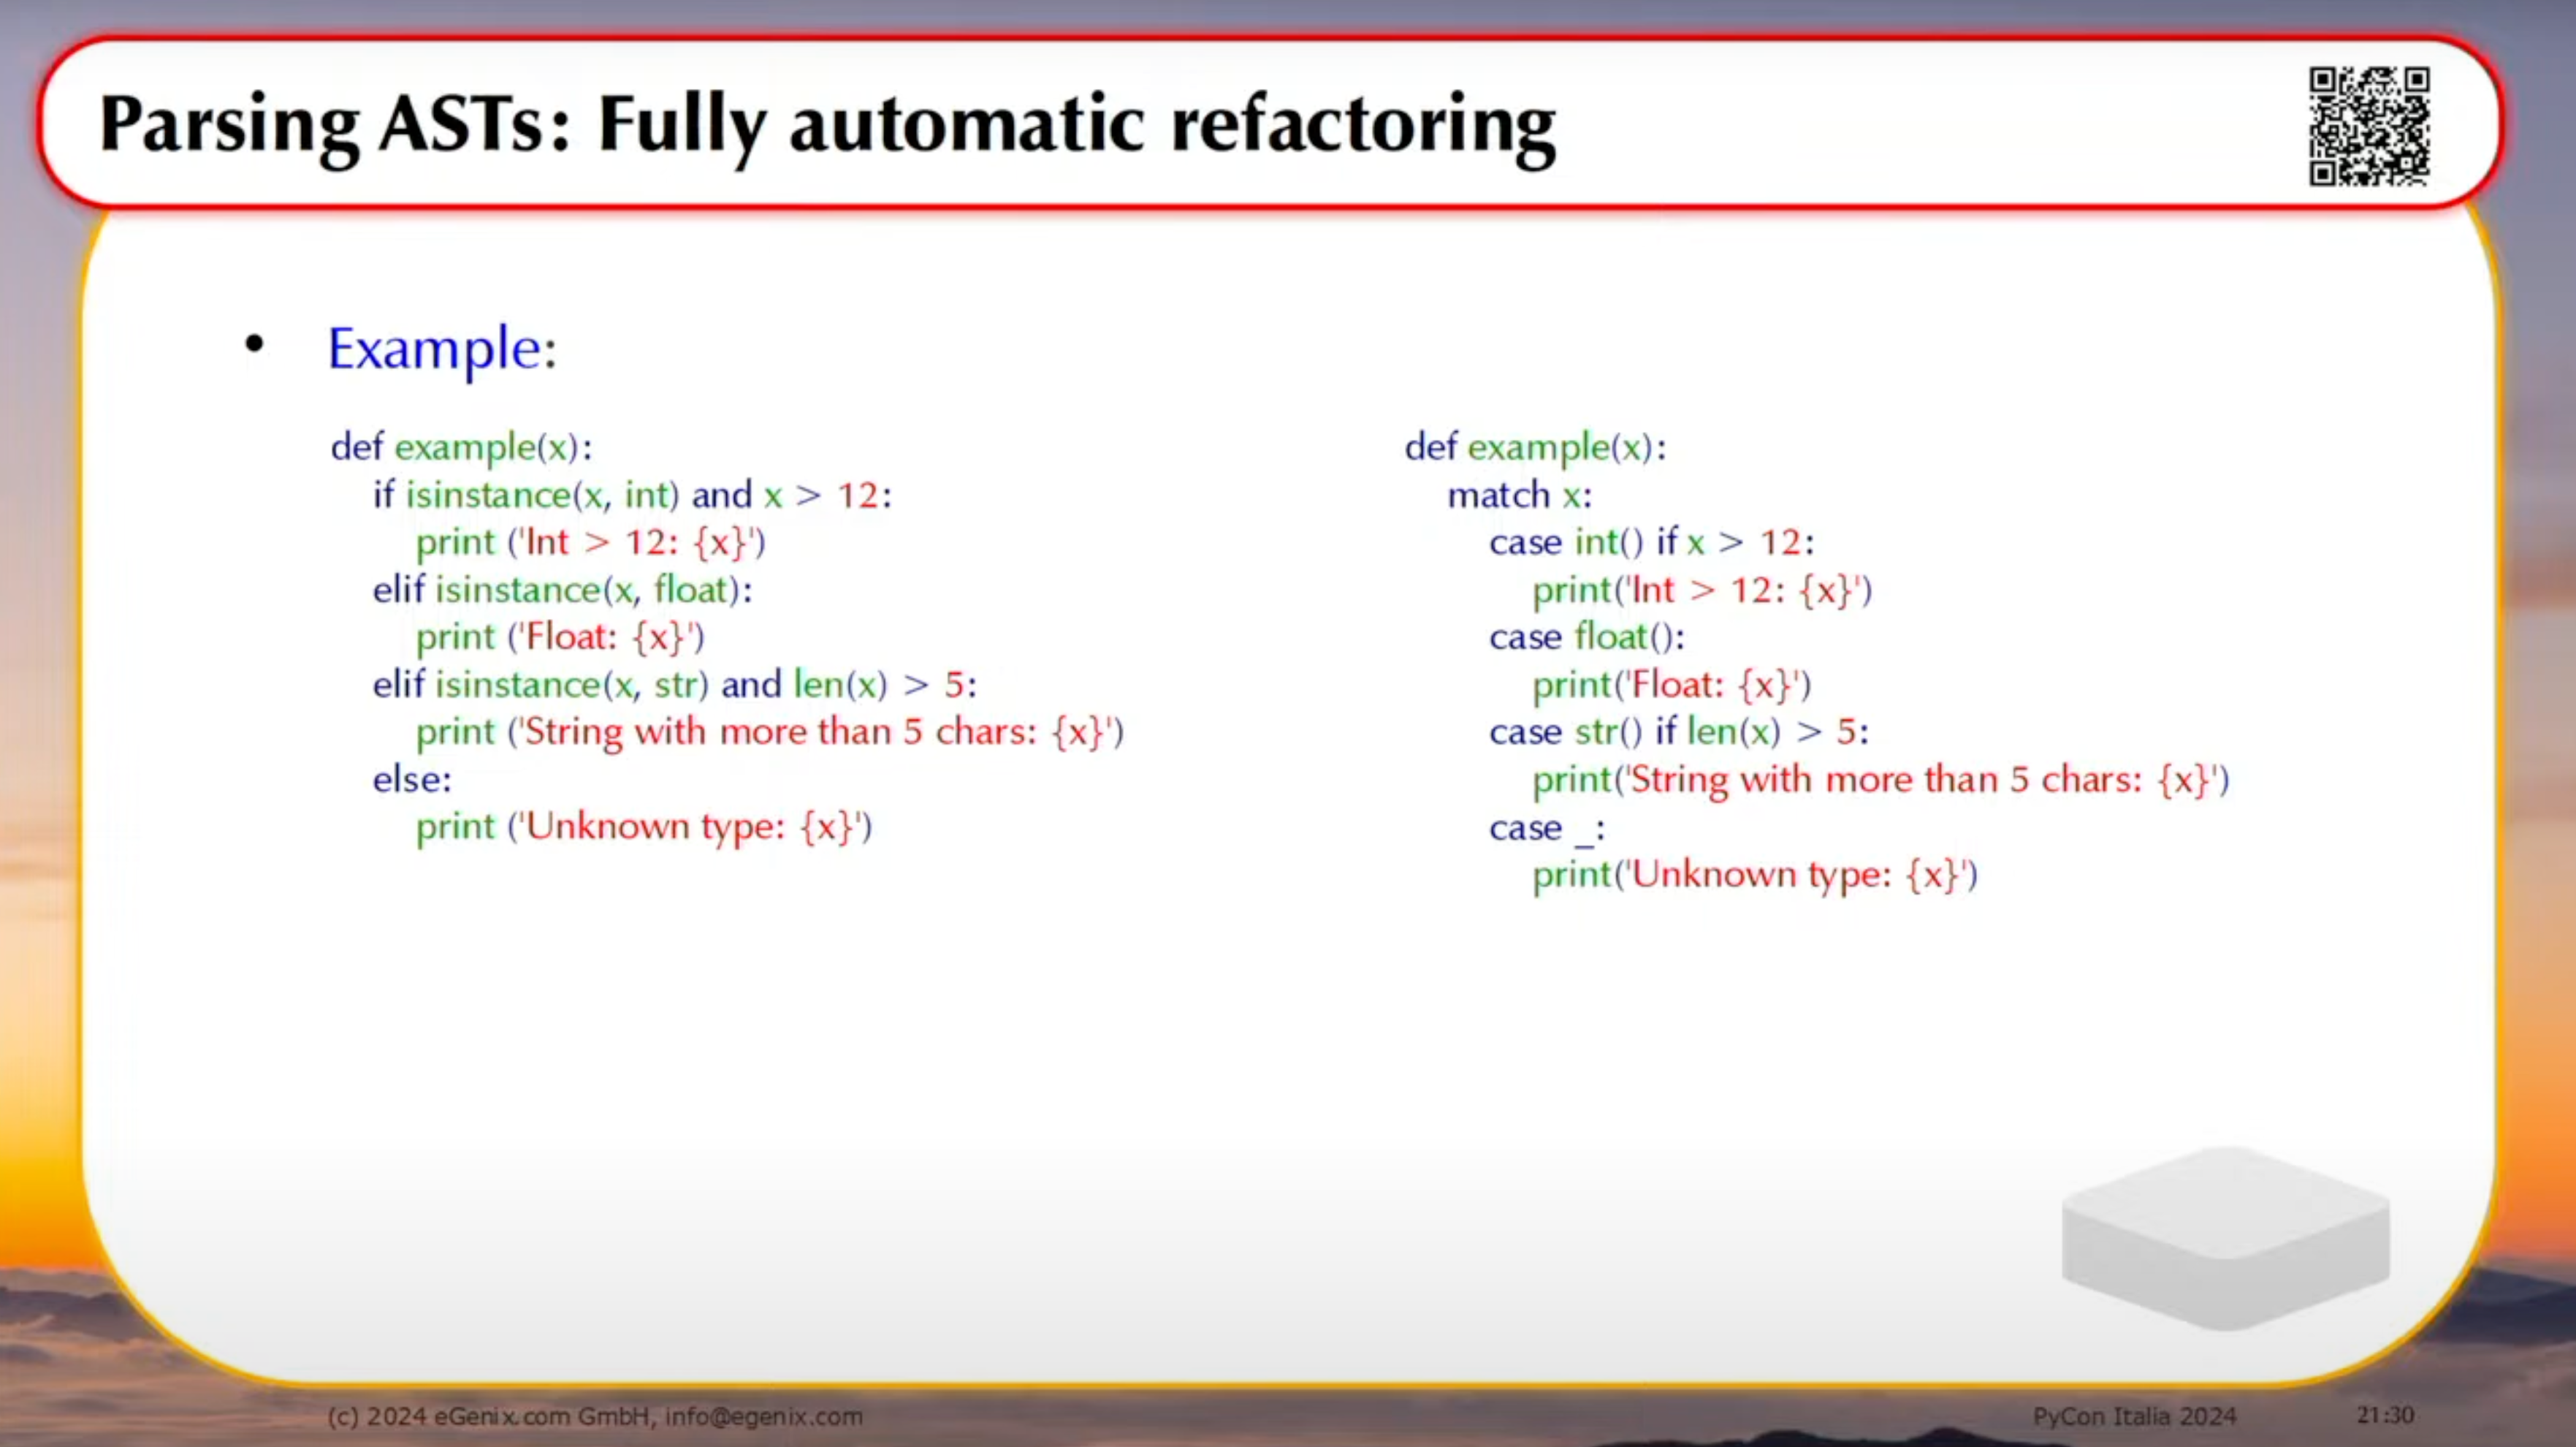 Parsing ASTs: Fully automatic refactoring
• Example:
def example(x):
if isinstance(x, int) and x > 12:
print ('Int > 12: {x}')
elif isinstance(x, float):
print ('Float: {x}')
elif isinstance(x, str) and len(x) > 5:
print ('String with more than 5 chars: {x}')
else:
print ('Unknown type: {x}')
def example(x):
match x:
case int() if x > 12:
print('Int > 12: {x}')
case float():
print('Float: {x}')
case str() if len(x) > 5:
print('String with more than 5 chars: {x}')
case _:
print('Unknown type: {x}')
(c) 2024 eGenix.com GmbH, info@egenix.com
PyCon Italia 2024
21:30